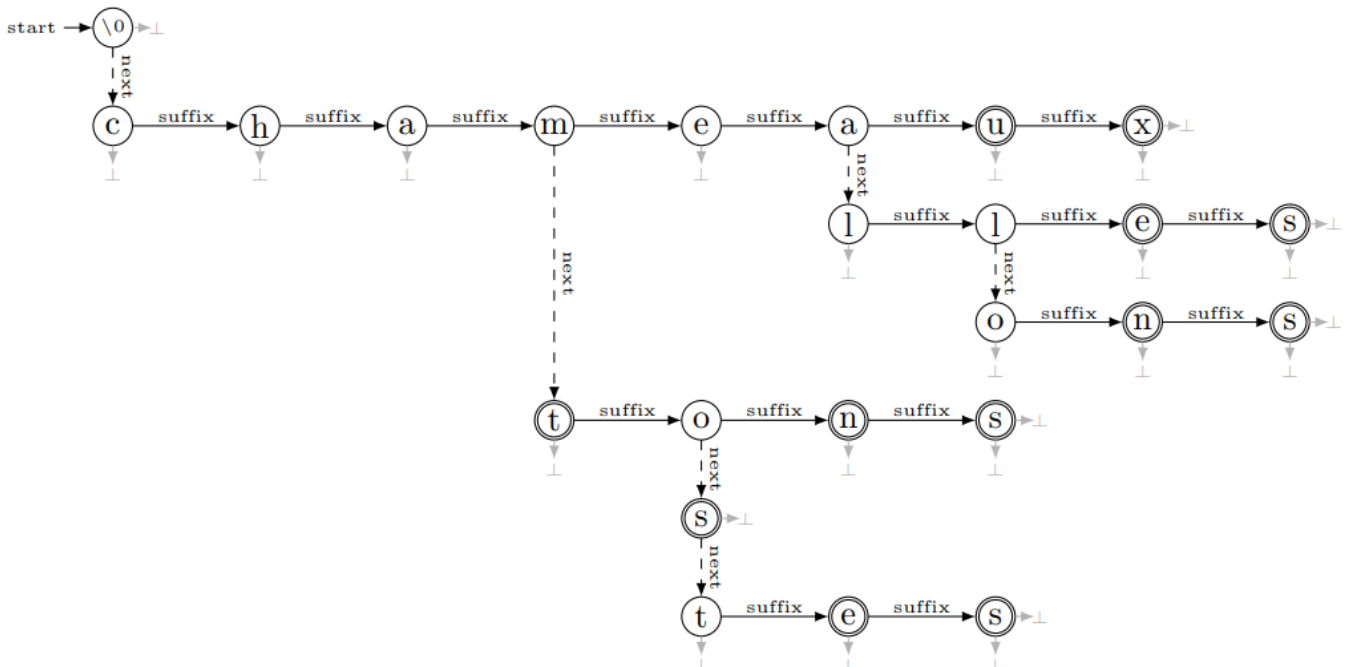 start \0 ⊥
next
c suffix h suffix a suffix m suffix e suffix a suffix u suffix x ⊥
⊥ ⊥ ⊥ ⊥ ⊥ ⊥
next
l suffix l suffix e suffix s ⊥
⊥ ⊥ ⊥
next next
o suffix n suffix s ⊥
⊥ ⊥ ⊥
t suffix o suffix n suffix s ⊥
⊥ ⊥ ⊥
next
s ⊥
next
t suffix e suffix s ⊥